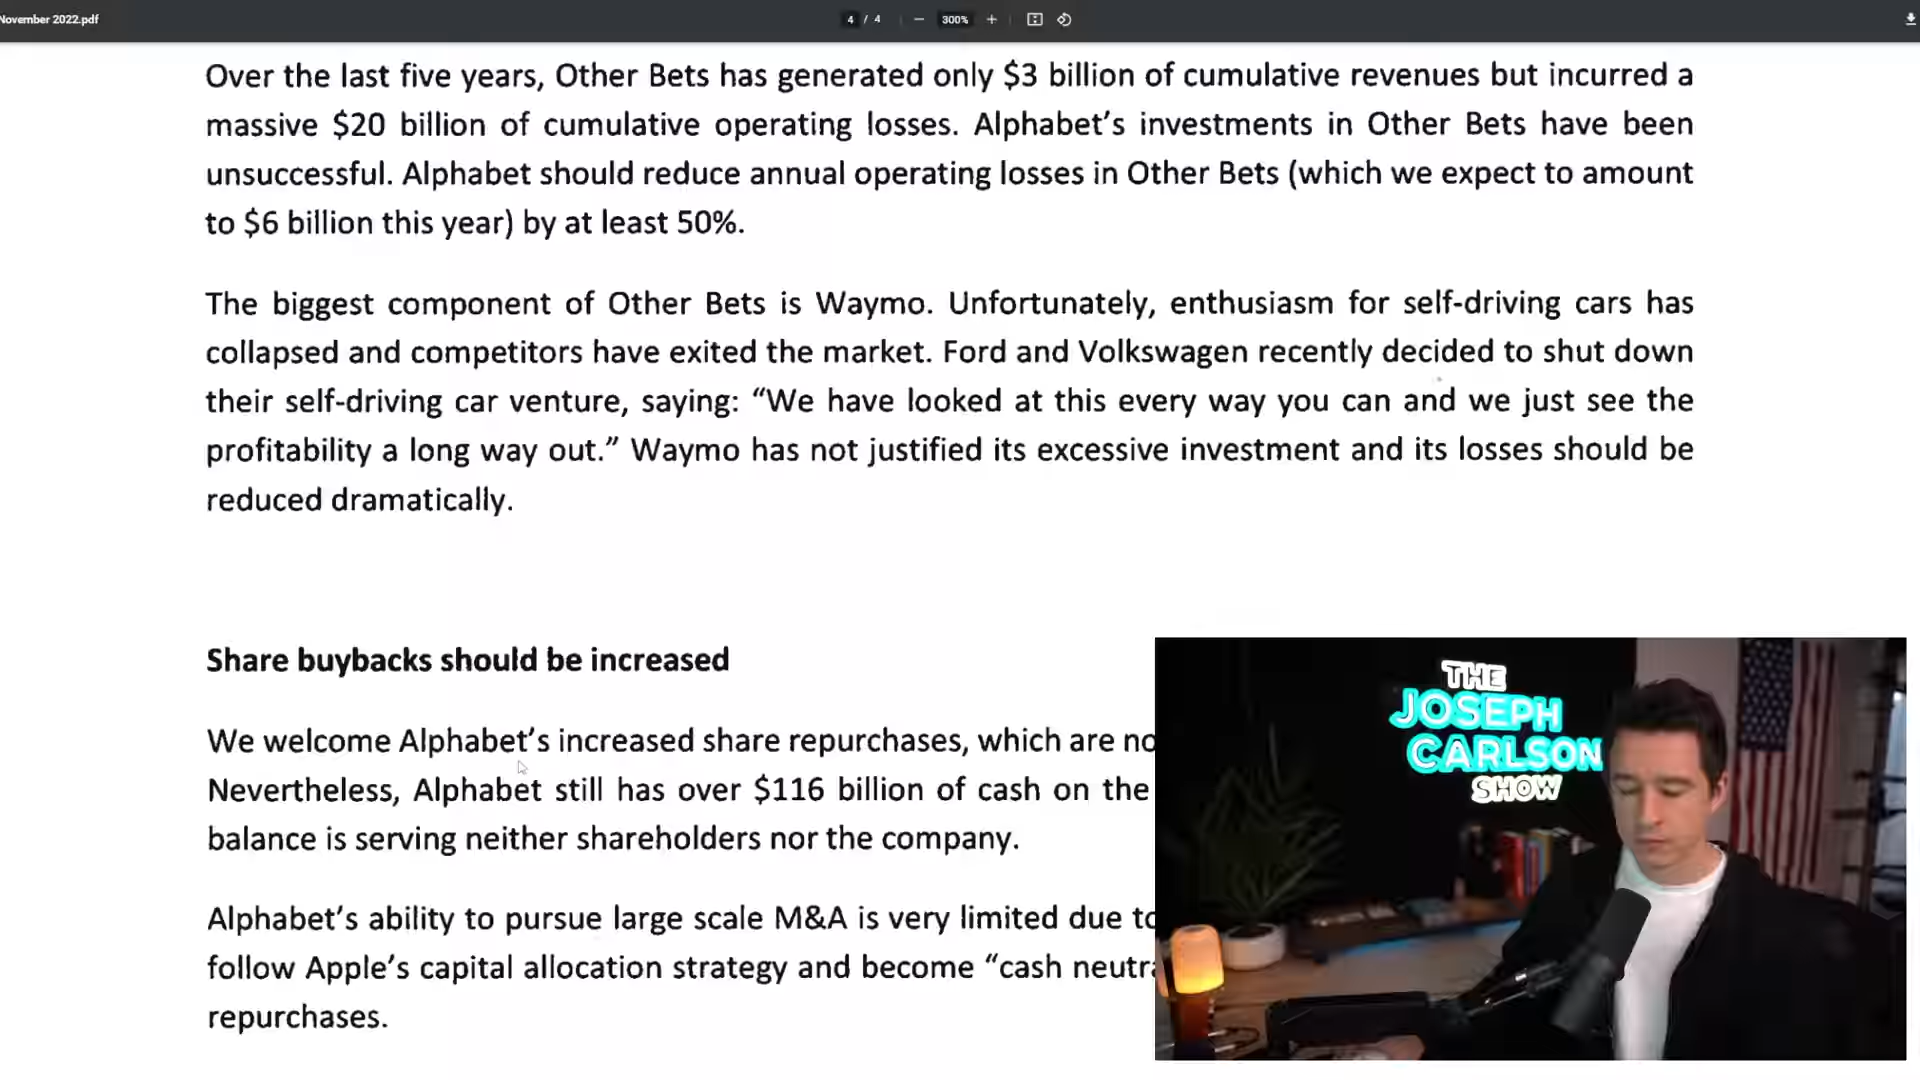 November 2022.pdf
4 / 4
300%
Over the last five years, Other Bets has generated only $3 billion of cumulative revenues but incurred a
massive $20 billion of cumulative operating losses. Alphabet’s investments in Other Bets have been
unsuccessful. Alphabet should reduce annual operating losses in Other Bets (which we expect to amount
to $6 billion this year) by at least 50%.
The biggest component of Other Bets is Waymo. Unfortunately, enthusiasm for self-driving cars has
collapsed and competitors have exited the market. Ford and Volkswagen recently decided to shut down
their self-driving car venture, saying: “We have looked at this every way you can and we just see the
profitability a long way out.” Waymo has not justified its excessive investment and its losses should be
reduced dramatically.
Share buybacks should be increased
We welcome Alphabet’s increased share repurchases, which are
Nevertheless, Alphabet still has over $116 billion of cash on the
balance is serving neither shareholders nor the company.
Alphabet’s ability to pursue large scale M&A is very limited due
follow Apple’s capital allocation strategy and become “cash
repurchases.
THE
JOSEPH
CARLSON
SHOW